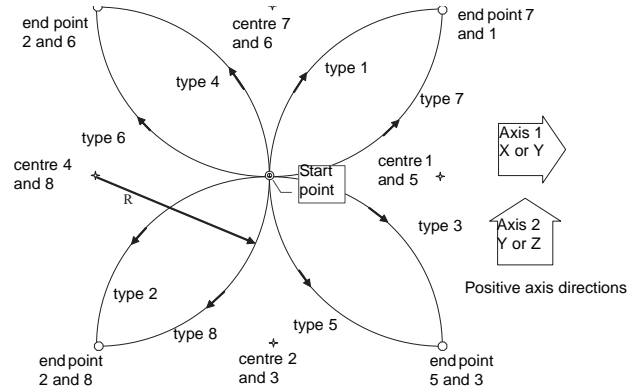 end point
2 and 6
centre 7
and 6
end point 7
and 1
type 4
type 1
type 7
type 6
centre 4
and 8
R
Start
point
centre 1
and 5
Axis 1
X or Y
type 3
Axis 2
Y or Z
Positive axis directions
type 2
type 8
type 5
end point
2 and 8
centre 2
and 3
end point
5 and 3